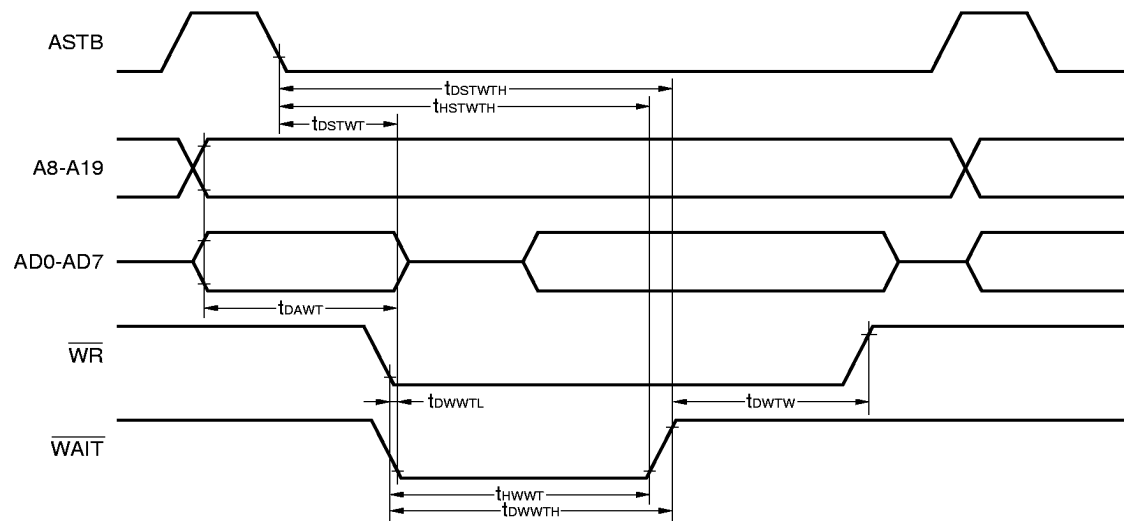 ASTB
tDSTWTH
tHSTWTH
tDSTWT
A8-A19
AD0-AD7
tDAWT
WR
tDWWTL
tDWTW
WAIT
tHWWT
tDWWTH